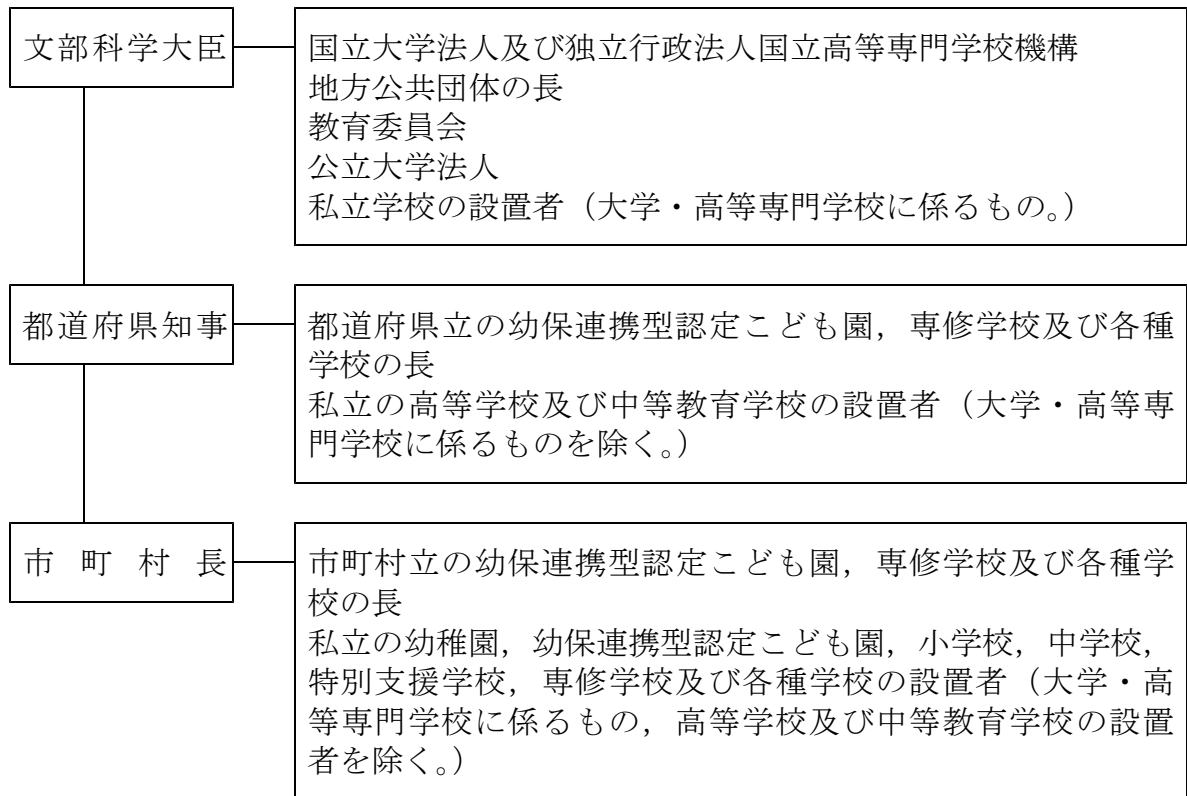 文部科学大臣
国立大学法人及び独立行政法人国立高等専門学校機構
地方公共団体の長
教育委員会
公立大学法人
私立学校の設置者（大学・高等専門学校に係るもの。）
都道府県知事
都道府県立の幼保連携型認定こども園，専修学校及び各種
学校の長
私立の高等学校及び中等教育学校の設置者（大学・高等専
門学校に係るものを除く。）
市町村長
市町村立の幼保連携型認定こども園，専修学校及び各種学
校の長
私立の幼稚園，幼保連携型認定こども園，小学校，中学校，
特別支援学校，専修学校及び各種学校の設置者（大学・高
等専門学校に係るもの，高等学校及び中等教育学校の設置
者を除く。）